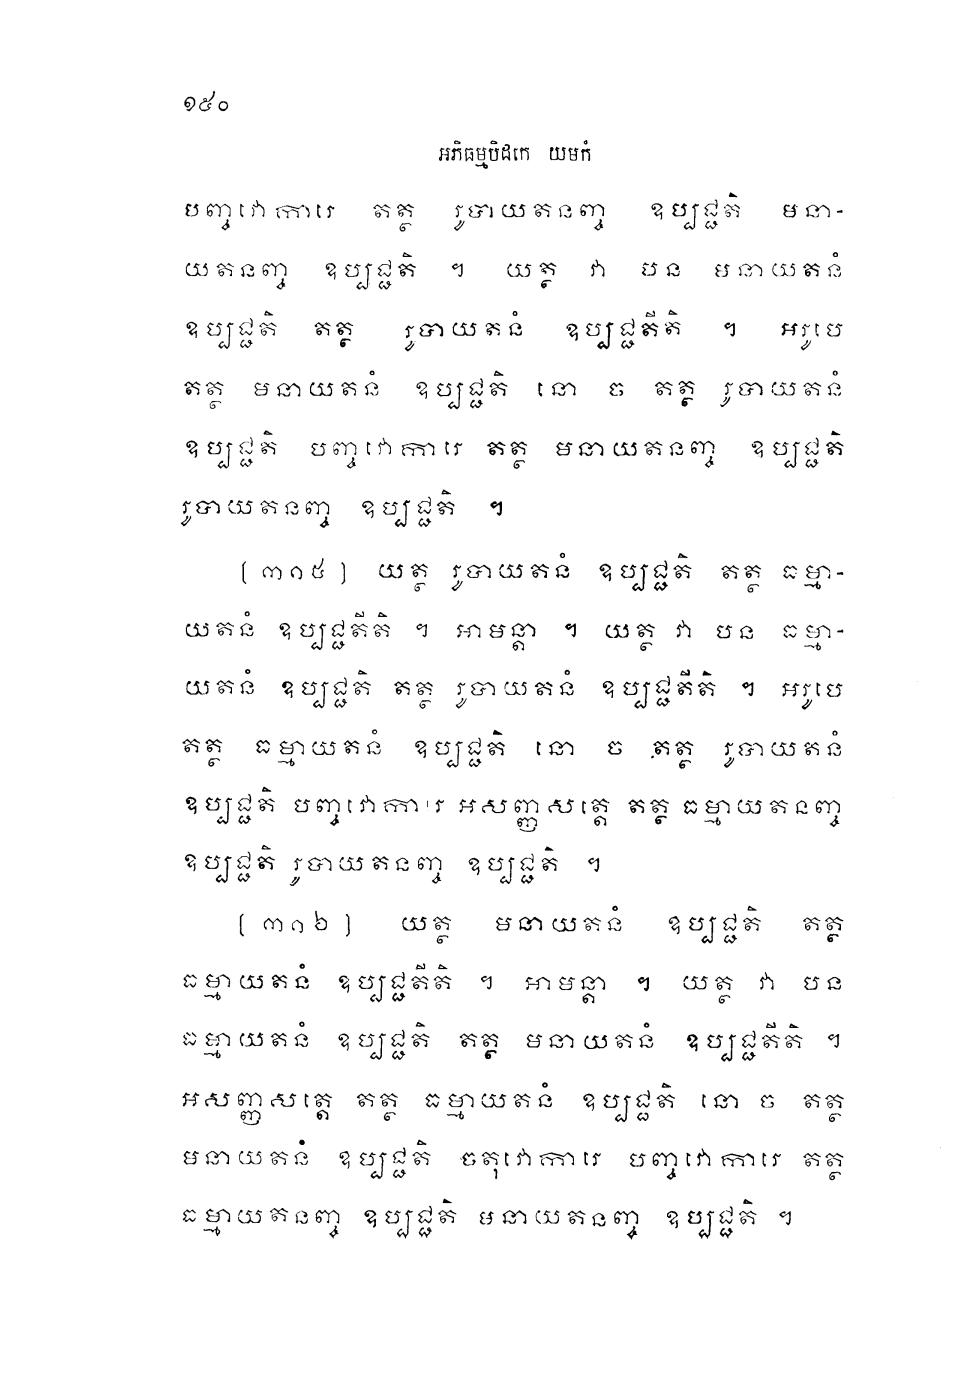 ១៥០
អភិធម្មបិដកេ យមកំ
បញ្ចវោការេ តត្ថ រូបាយតនញ្ច ឧប្បជ្ជតិ មនា-
យតនញ្ច ឧប្បជ្ជតិ ។ យត្ថ វា បន មនាយតនំ
ឧប្បជ្ជតិ តត្ថ រូបាយតនំ ឧប្បជ្ជតីតិ ។ អរូបេ
តត្ថ មនាយតនំ ឧប្បជ្ជតិ នោ ច តត្ថ រូបាយតនំ
ឧប្បជ្ជតិ បញ្ចវោការេ តត្ថ មនាយតនញ្ច ឧប្បជ្ជតិ
រូបាយតនញ្ច ឧប្បជ្ជតិ ។
(៣១៥) យត្ថ រូបាយតនំ ឧប្បជ្ជតិ តត្ថ ធម្មា-
យតនំ ឧប្បជ្ជតីតិ ។ អាមន្តា ។ យត្ថ វា បន ធម្មា-
យតនំ ឧប្បជ្ជតិ តត្ថ រូបាយតនំ ឧប្បជ្ជតីតិ ។ អរូបេ
តត្ថ ធម្មាយតនំ ឧប្បជ្ជតិ នោ ច តត្ថ រូបាយតនំ
ឧប្បជ្ជតិ បញ្ចវោការេ អសញ្ញសត្តេ តត្ថ ធម្មាយតនញ្ច
ឧប្បជ្ជតិ រូបាយតនញ្ច ឧប្បជ្ជតិ ។
(៣១៦) យត្ថ មនាយតនំ ឧប្បជ្ជតិ តត្ថ
ធម្មាយតនំ ឧប្បជ្ជតីតិ ។ អាមន្តា ។ យត្ថ វា បន
ធម្មាយតនំ ឧប្បជ្ជតិ តត្ថ មនាយតនំ ឧប្បជ្ជតីតិ ។
អសញ្ញសត្តេ តត្ថ ធម្មាយតនំ ឧប្បជ្ជតិ នោ ច តត្ថ
មនាយតនំ ឧប្បជ្ជតិ ចតុវោការេ បញ្ចវោការេ តត្ថ
ធម្មាយតនញ្ច ឧប្បជ្ជតិ មនាយតនញ្ច ឧប្បជ្ជតិ ។